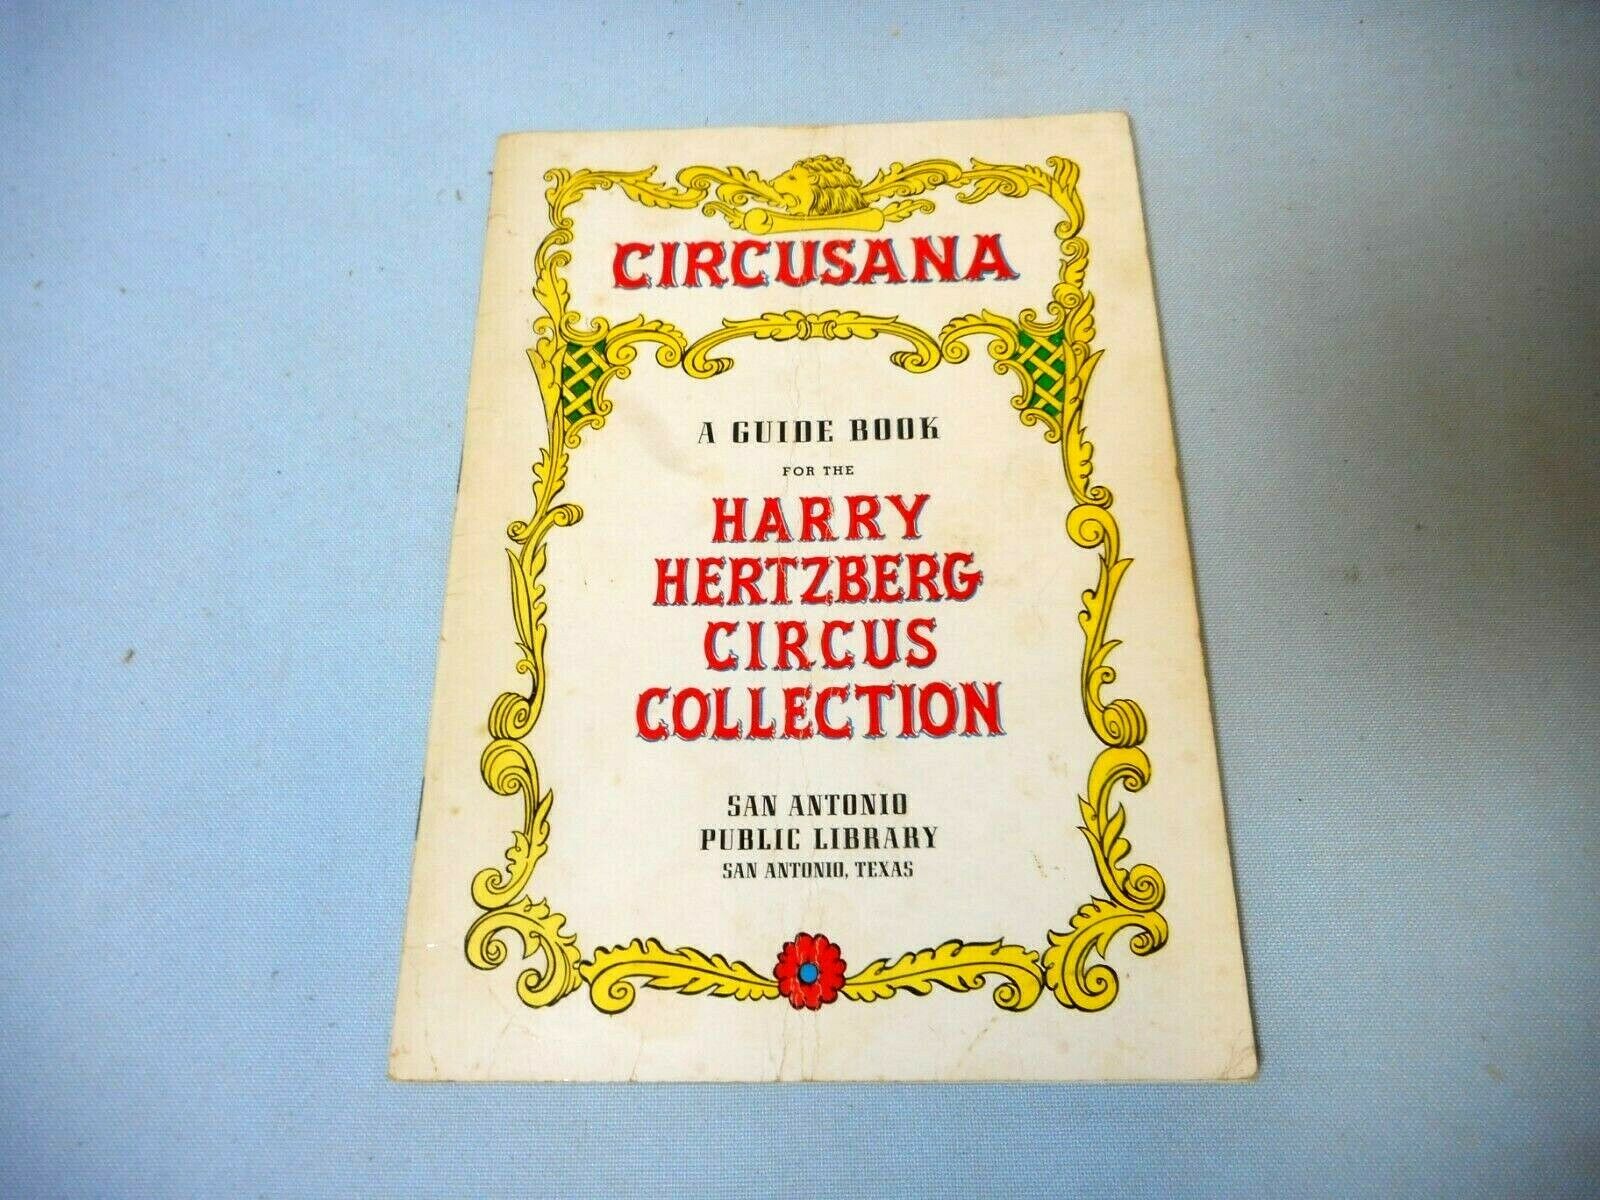 CIRCUSANA
A GUIDE BOOK
FOR THE
HARRY
HERTZBERG
CIRCUS
COLLECTION
SAN ANTONIO
PUBLIC LIBRARY
SAN ANTONIO, TEXAS